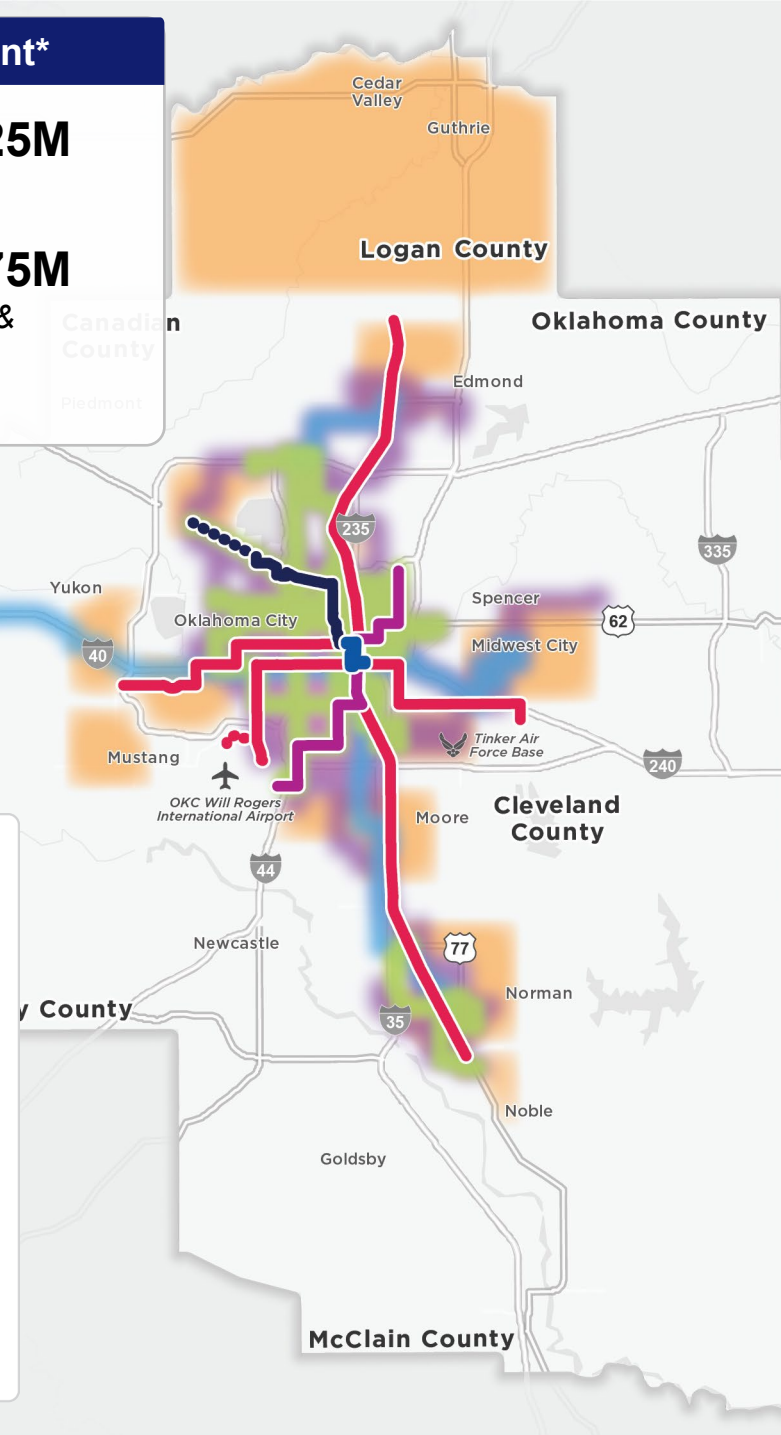 nt*
25M
75M
&
Cedar
Valley
Guthrie
Logan County
Canadian
County
Piedmont
Oklahoma County
Edmond
235
335
Yukon
Spencer
62
Oklahoma City
Midwest City
40
Tinker Air
Force Base
Mustang
240
OKC Will Rogers
International Airport
Cleveland
County
Moore
44
Newcastle
77
Norman
y County
35
Noble
Goldsby
McClain County